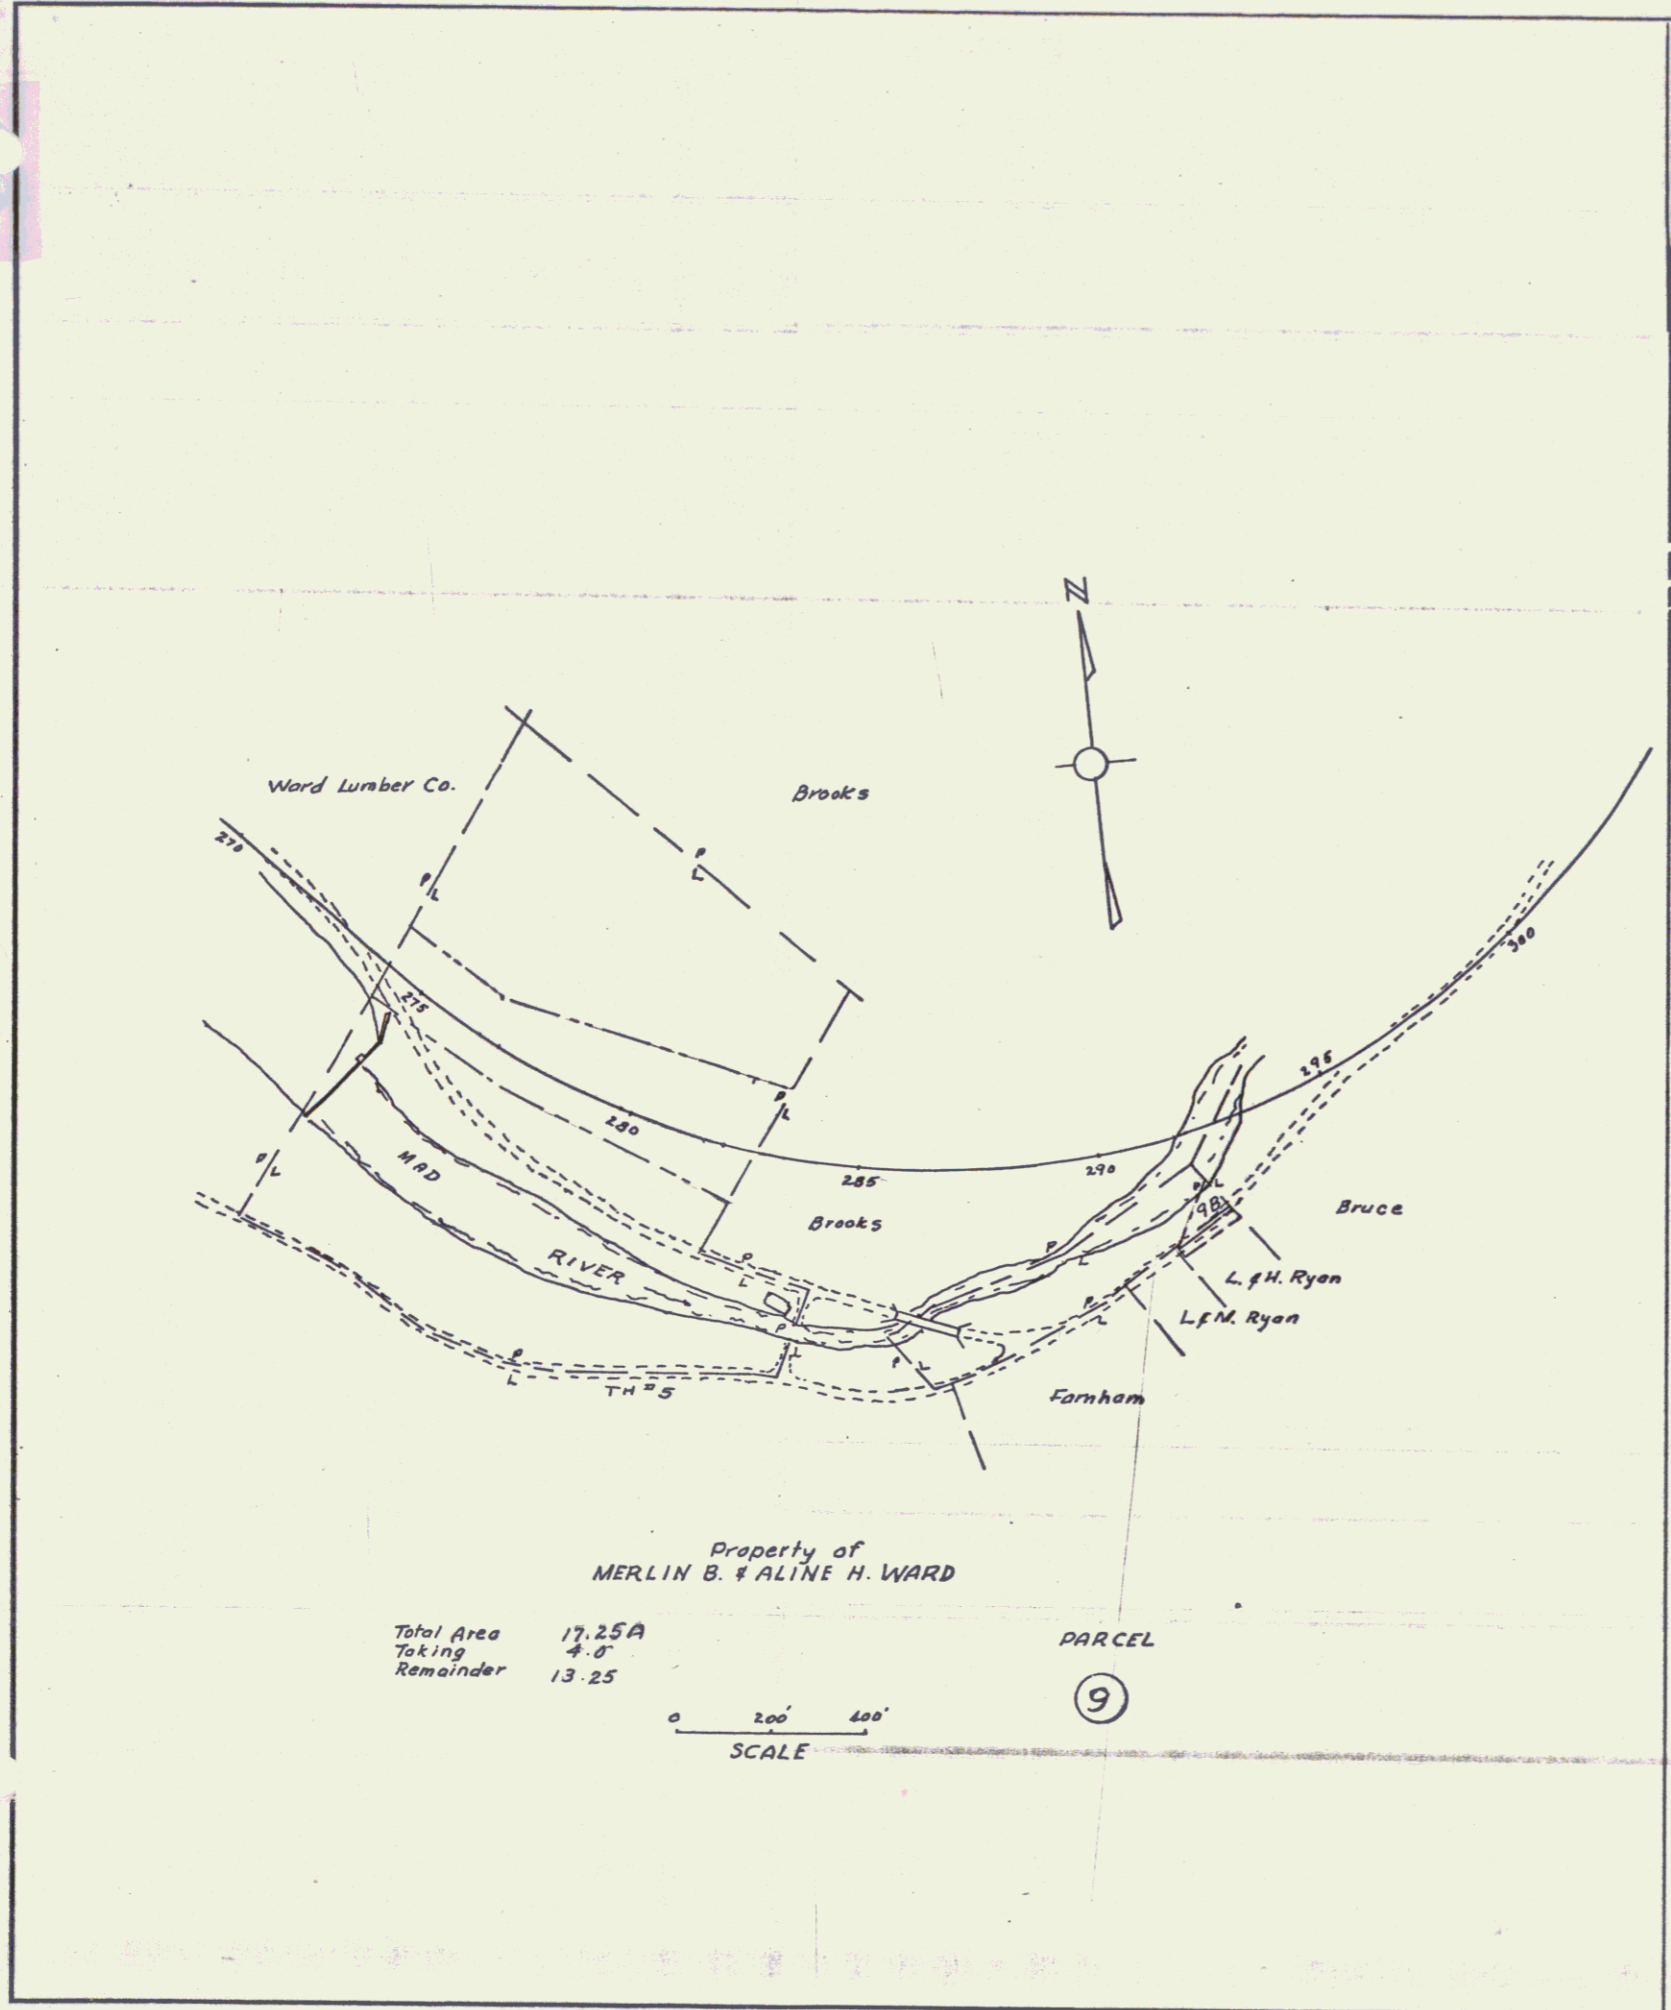 N
Ward Lumber Co.
Brooks
270
P
L
P
L
300
275
295
P
L
280
MAD
P
L
290
285
P L
9B
Bruce
Brooks
P
L
RIVER
P
L
L. & H. Ryan
P
L
L & N. Ryan
P
L
P
L
P L
TH #5
Farnham
Property of
MERLIN B. & ALINE H. WARD
Total Area 17.25A
Taking 4.0
Remainder 13.25
PARCEL
9
0 200' 400'
SCALE